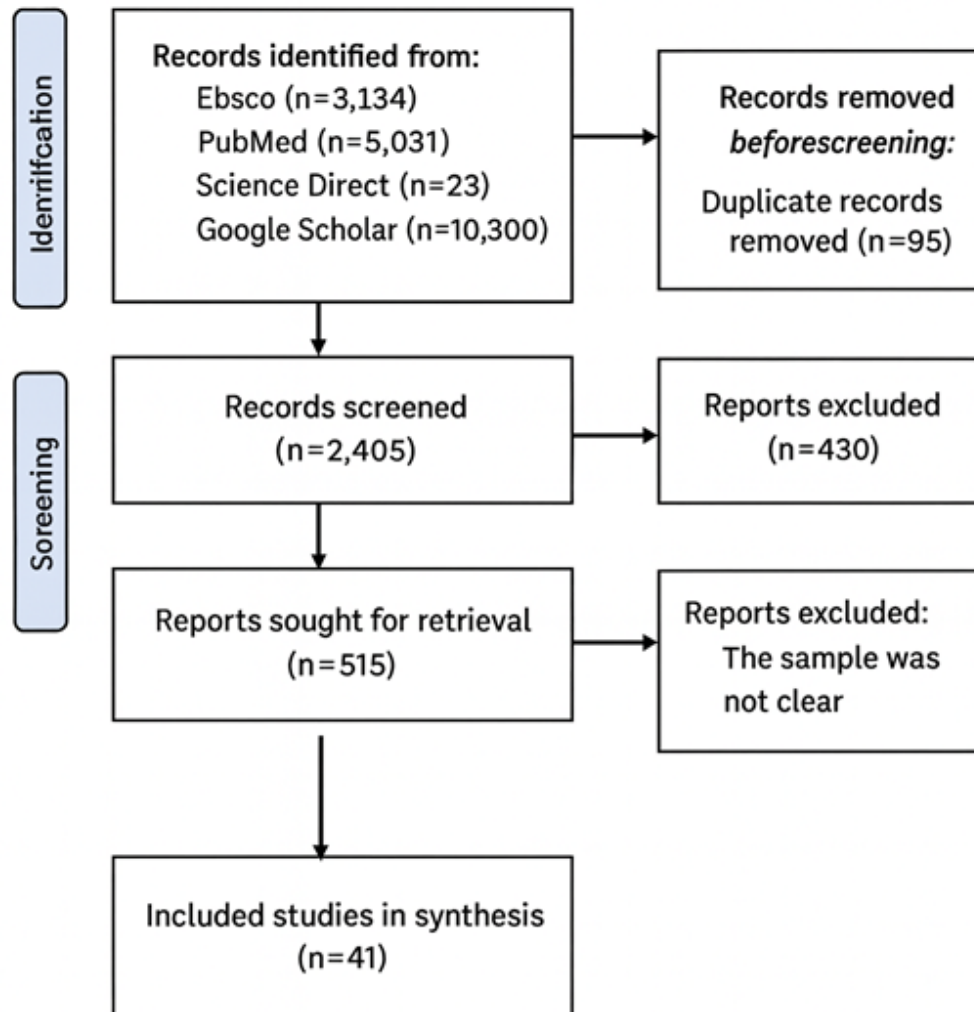 Idenrilfcation
Records identified from:
Ebsco (n=3,134)
PubMed (n=5,031)
Science Direct (n=23)
Google Scholar (n=10,300)
Records removed
beforescreening:
Duplicate records
removed (n=95)
Soreening
Records screened
(n=2,405)
Reports excluded
(n=430)
Reports sought for retrieval
(n=515)
Reports excluded:
The sample was
not clear
Included studies in synthesis
(n=41)